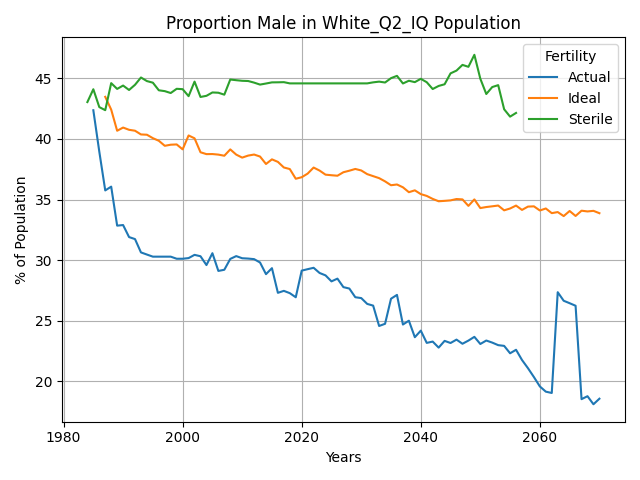 Proportion Male in White_Q2_IQ Population
Fertility
Actual
Ideal
Sterile
% of Population
45
40
35
30
25
20
1980
2000
2020
2040
2060
Years